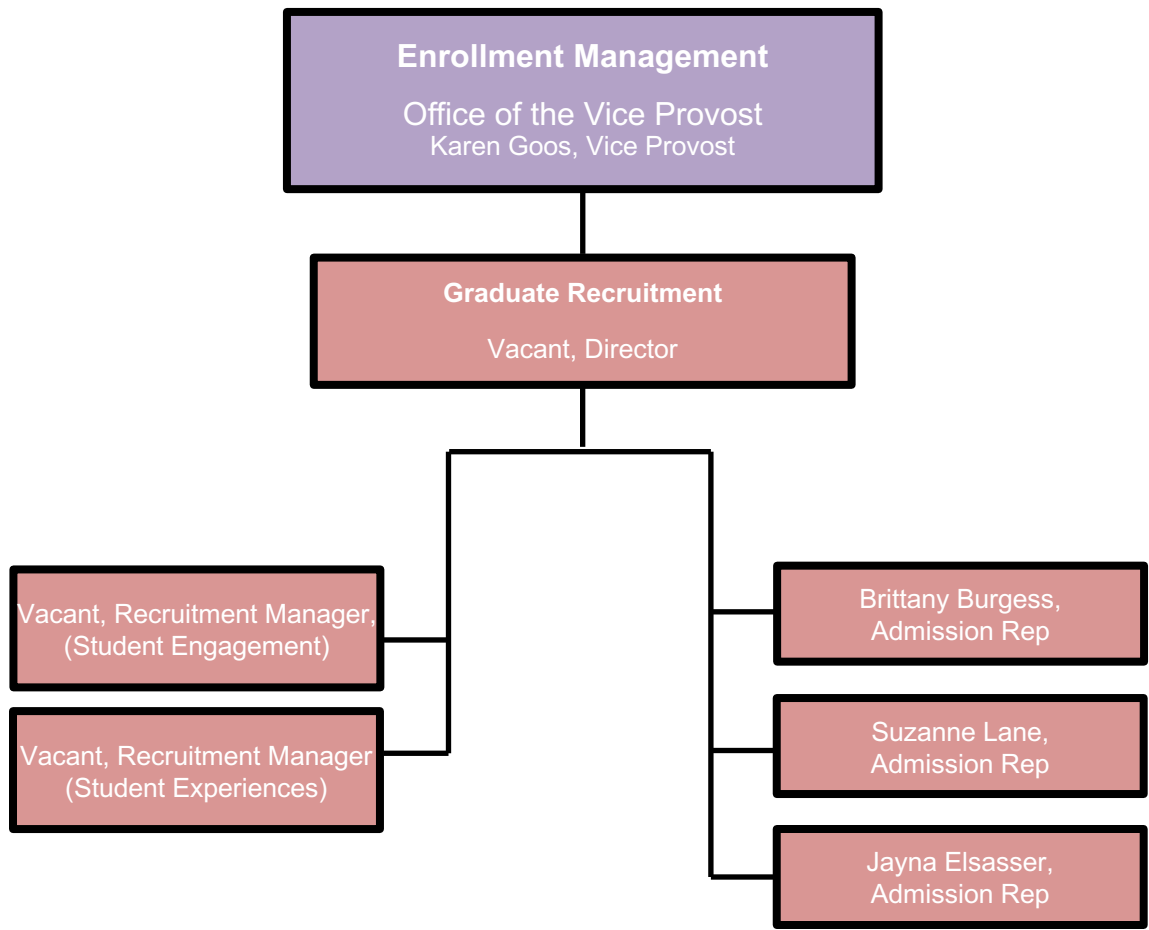 Enrollment Management
Office of the Vice Provost
Karen Goos, Vice Provost
Graduate Recruitment
Vacant, Director
Vacant, Recruitment Manager,
(Student Engagement)
Vacant, Recruitment Manager
(Student Experiences)
Brittany Burgess,
Admission Rep
Suzanne Lane,
Admission Rep
Jayna Elsasser,
Admission Rep